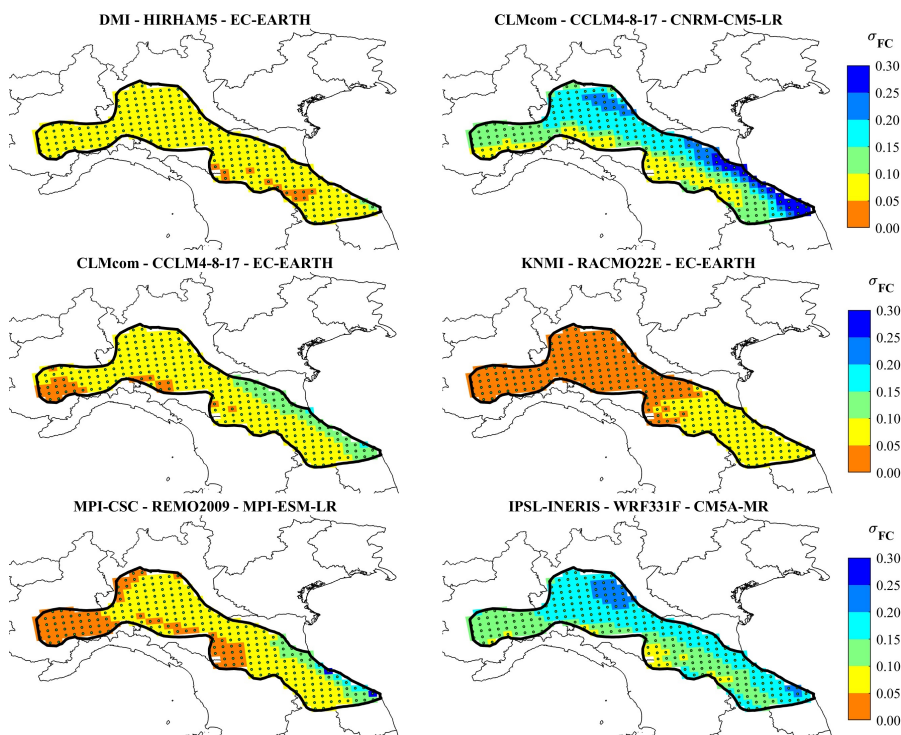 DMI - HIRHAM5 - EC-EARTH
CLMcom - CCLM4-8-17 - CNRM-CM5-LR
σFC
0.30
0.25
0.20
0.15
0.10
0.05
0.00
CLMcom - CCLM4-8-17 - EC-EARTH
KNMI - RACMO22E - EC-EARTH
σFC
0.30
0.25
0.20
0.15
0.10
0.05
0.00
MPI-CSC - REMO2009 - MPI-ESM-LR
IPSL-INERIS - WRF331F - CM5A-MR
σFC
0.30
0.25
0.20
0.15
0.10
0.05
0.00